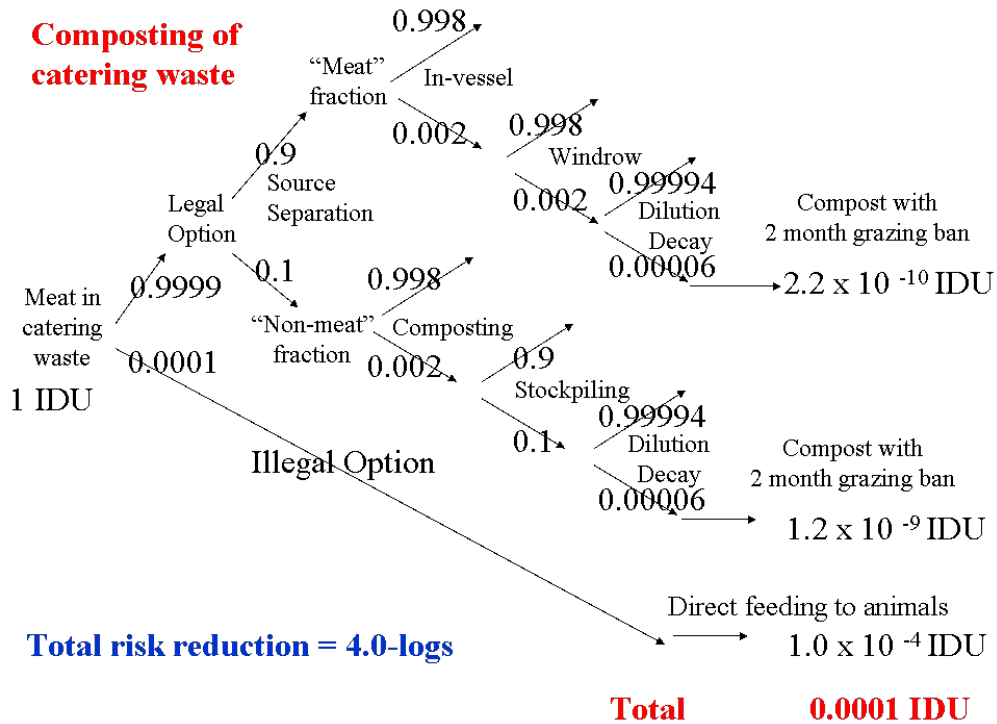 Composting of
catering waste
0.998
“Meat”
fraction
In-vessel
0.002
0.998
Windrow
0.9
Source
Separation
0.002
0.99994
Dilution
Decay
0.00006
Compost with
2 month grazing ban
2.2 x 10 -10 IDU
Legal
Option
0.9999
0.1
0.998
Meat in
catering
waste
1 IDU
0.0001
“Non-meat”
fraction
Composting
0.002
0.9
Stockpiling
0.1
0.99994
Dilution
Decay
0.00006
Compost with
2 month grazing ban
1.2 x 10 -9 IDU
Illegal Option
Direct feeding to animals
1.0 x 10 -4 IDU
Total risk reduction = 4.0-logs
Total 0.0001 IDU